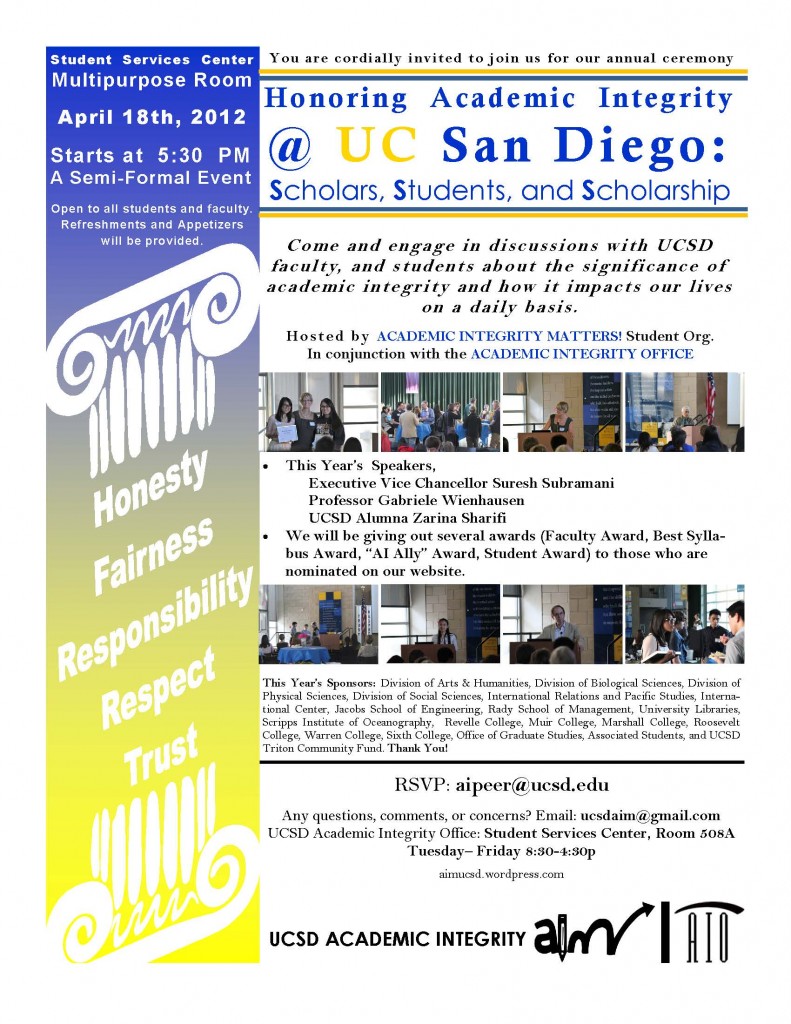 Student Services Center
Multipurpose Room
April 18th, 2012
Starts at 5:30 PM
A Semi-Formal Event
Open to all students and faculty.
Refreshments and Appetizers
will be provided.
Honesty
Fairness
Responsibility
Respect
Trust
You are cordially invited to join us for our annual ceremony
Honoring Academic Integrity
@ UC San Diego:
Scholars, Students, and Scholarship
Come and engage in discussions with UCSD
faculty, and students about the significance of
academic integrity and how it impacts our lives
on a daily basis.
Hosted by ACADEMIC INTEGRITY MATTERS! Student Org.
In conjunction with the ACADEMIC INTEGRITY OFFICE
• This Year's Speakers,
Executive Vice Chancellor Suresh Subramani
Professor Gabriele Wienhausen
UCSD Alumna Zarina Sharifi
• We will be giving out several awards (Faculty Award, Best Sylla-
bus Award, "AI Ally" Award, Student Award) to those who are
nominated on our website.
This Year's Sponsors: Division of Arts & Humanities, Division of Biological Sciences, Division of
Physical Sciences, Division of Social Sciences, International Relations and Pacific Studies, Interna-
tional Center, Jacobs School of Engineering, Rady School of Management, University Libraries,
Scripps Institute of Oceanography, Revelle College, Muir College, Marshall College, Roosevelt
College, Warren College, Sixth College, Office of Graduate Studies, Associated Students, and UCSD
Triton Community Fund. Thank You!
RSVP: aipeer@ucsd.edu
Any questions, comments, or concerns? Email: ucsdaim@gmail.com
UCSD Academic Integrity Office: Student Services Center, Room 508A
Tuesday– Friday 8:30-4:30p
aimucsd.wordpress.com
UCSD ACADEMIC INTEGRITY aim AIO